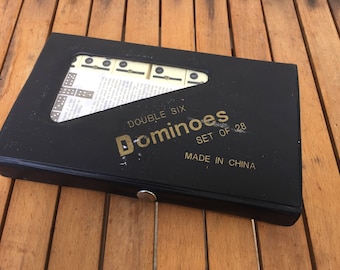 DOUBLE SIX
Dominoes
SET OF 28
MADE IN CHINA